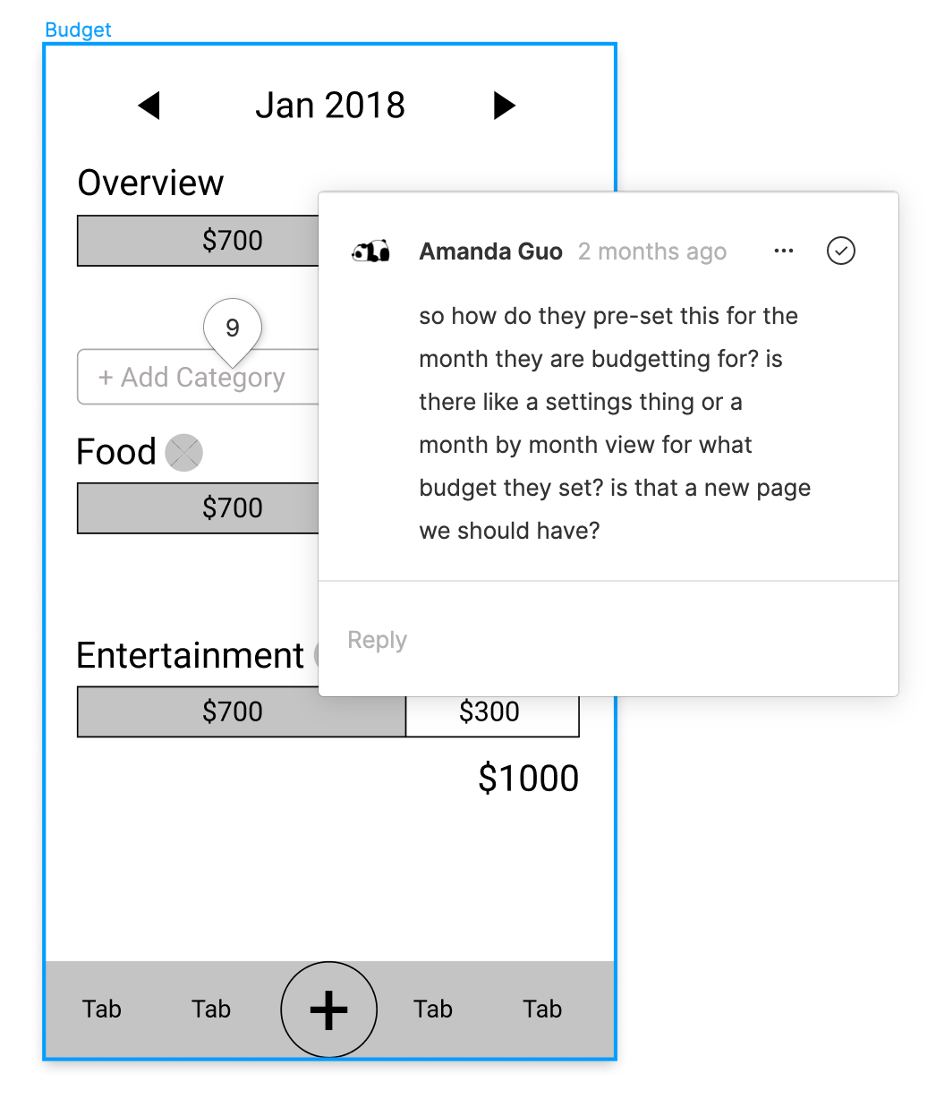 Budget
Jan 2018
Overview
$700
Amanda Guo 2 months ago
so how do they pre-set this for the
month they are budgetting for? is
there like a settings thing or a
month by month view for what
budget they set? is that a new page
we should have?
Reply
9
+ Add Category
Food
$700
Entertainment
$700 $300
$1000
Tab Tab + Tab Tab